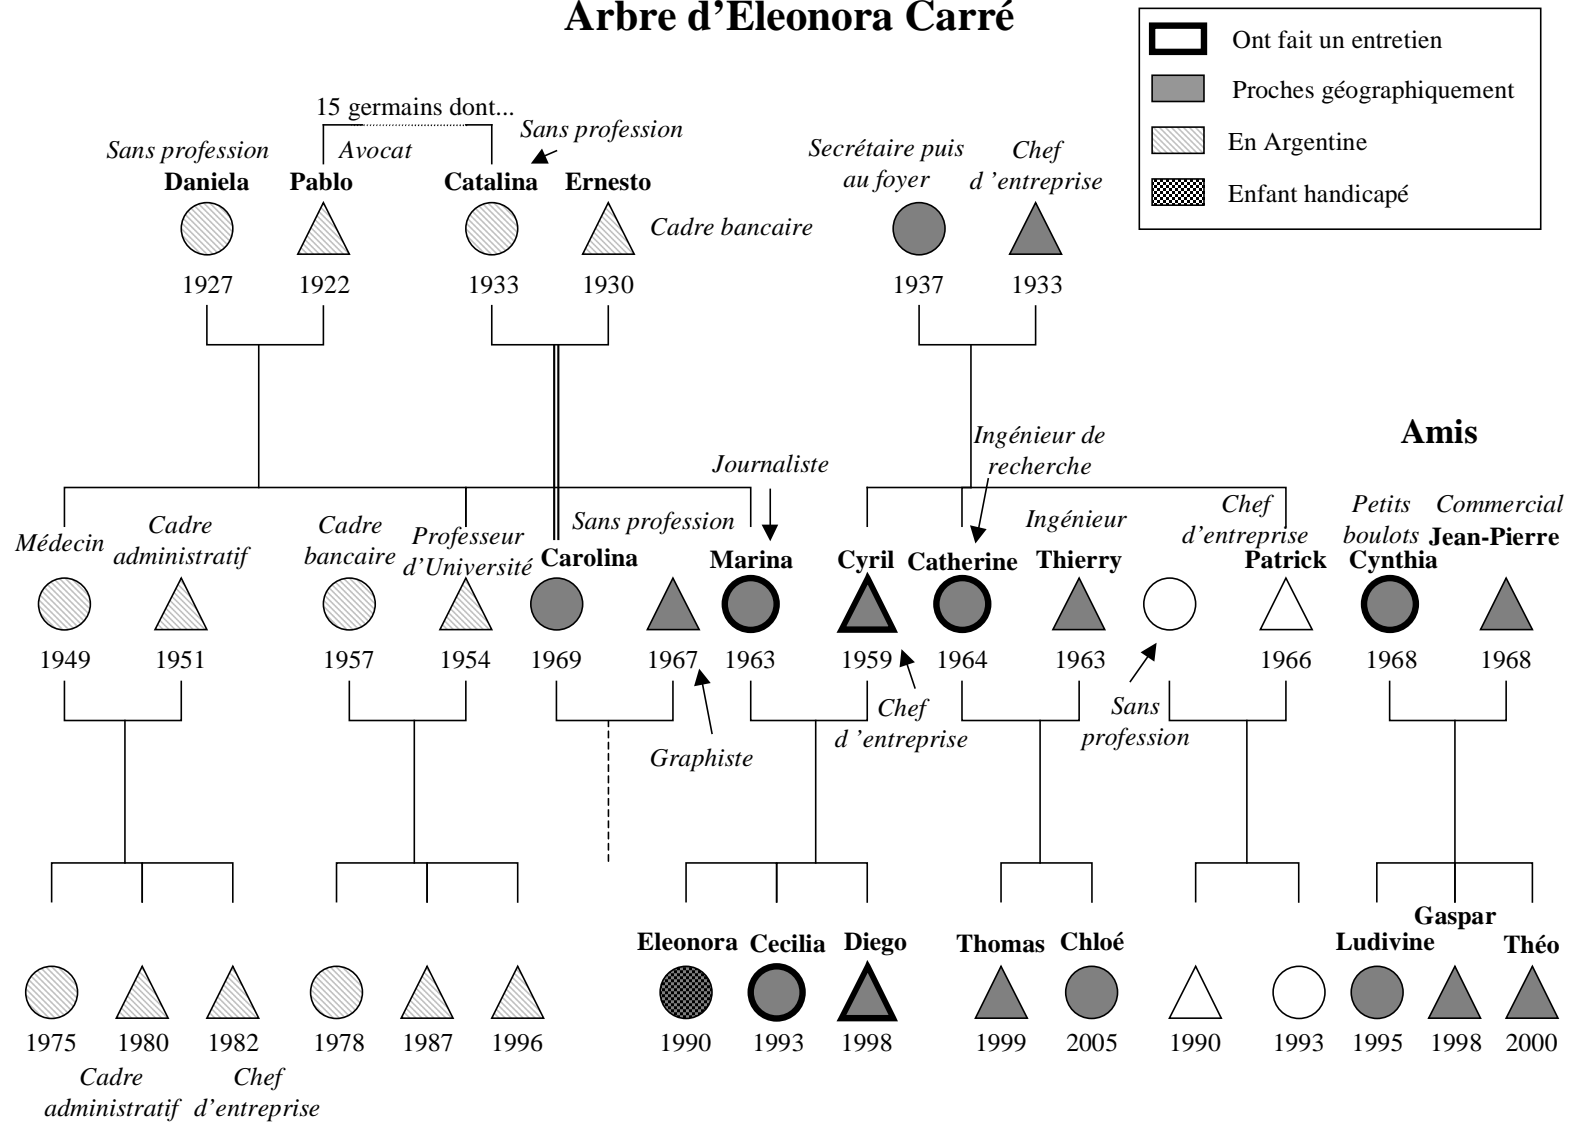 Arbre d'Eleonora Carré
Ont fait un entretien
Proches géographiquement
En Argentine
Enfant handicapé
15 germains dont...
Sans profession
Avocat
Sans profession
Daniela
Pablo
Catalina
Ernesto
Cadre bancaire
1927
1922
1933
1930
Secrétaire puis
au foyer
Chef
d ’entreprise
1937
1933
Amis
Médecin
Cadre
administratif
Cadre
bancaire
Professeur
d’Université
Sans profession
Carolina
Journaliste
Marina
Cyril
Ingénieur de
recherche
Catherine
Ingénieur
Thierry
Chef
d’entreprise
Patrick
Petits
boulots
Cynthia
Commercial
Jean-Pierre
1949
1951
1957
1954
1969
1967
1963
1959
1964
1963
1966
1968
1968
Graphiste
Chef
d ’entreprise
Sans
profession
Eleonora
Cecilia
Diego
Thomas
Chloé
Ludivine
Gaspar
Théo
1975
1980
1982
1978
1987
1996
1990
1993
1998
1999
2005
1990
1993
1995
1998
2000
Cadre
administratif
Chef
d’entreprise